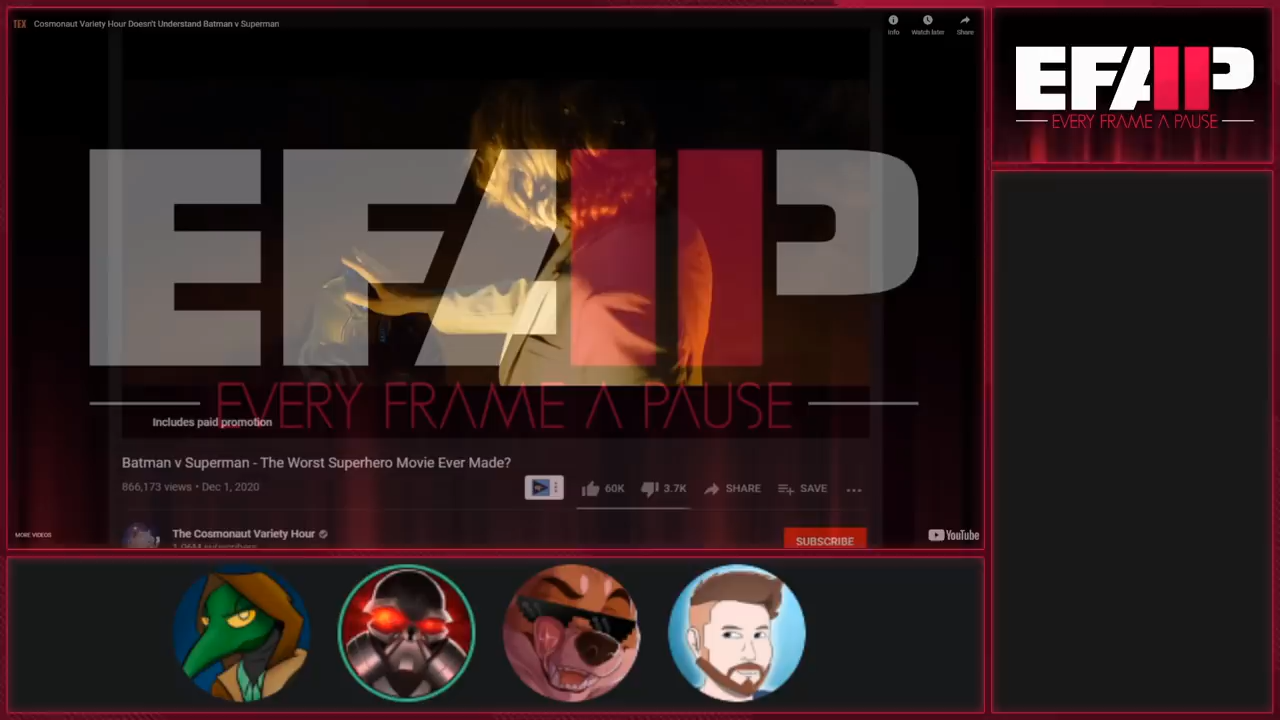 TEX Cosmonaut Variety Hour Doesn't Understand Batman v Superman
Info Watch later Share
EFAP
EVERY FRAME A PAUSE
EFAP
EVERY FRAME A PAUSE
Includes paid promotion
Batman v Superman - The Worst Superhero Movie Ever Made?
866,173 views • Dec 1, 2020
60K 3.7K SHARE SAVE ...
The Cosmonaut Variety Hour
SUBSCRIBE
MORE VIDEOS
YouTube